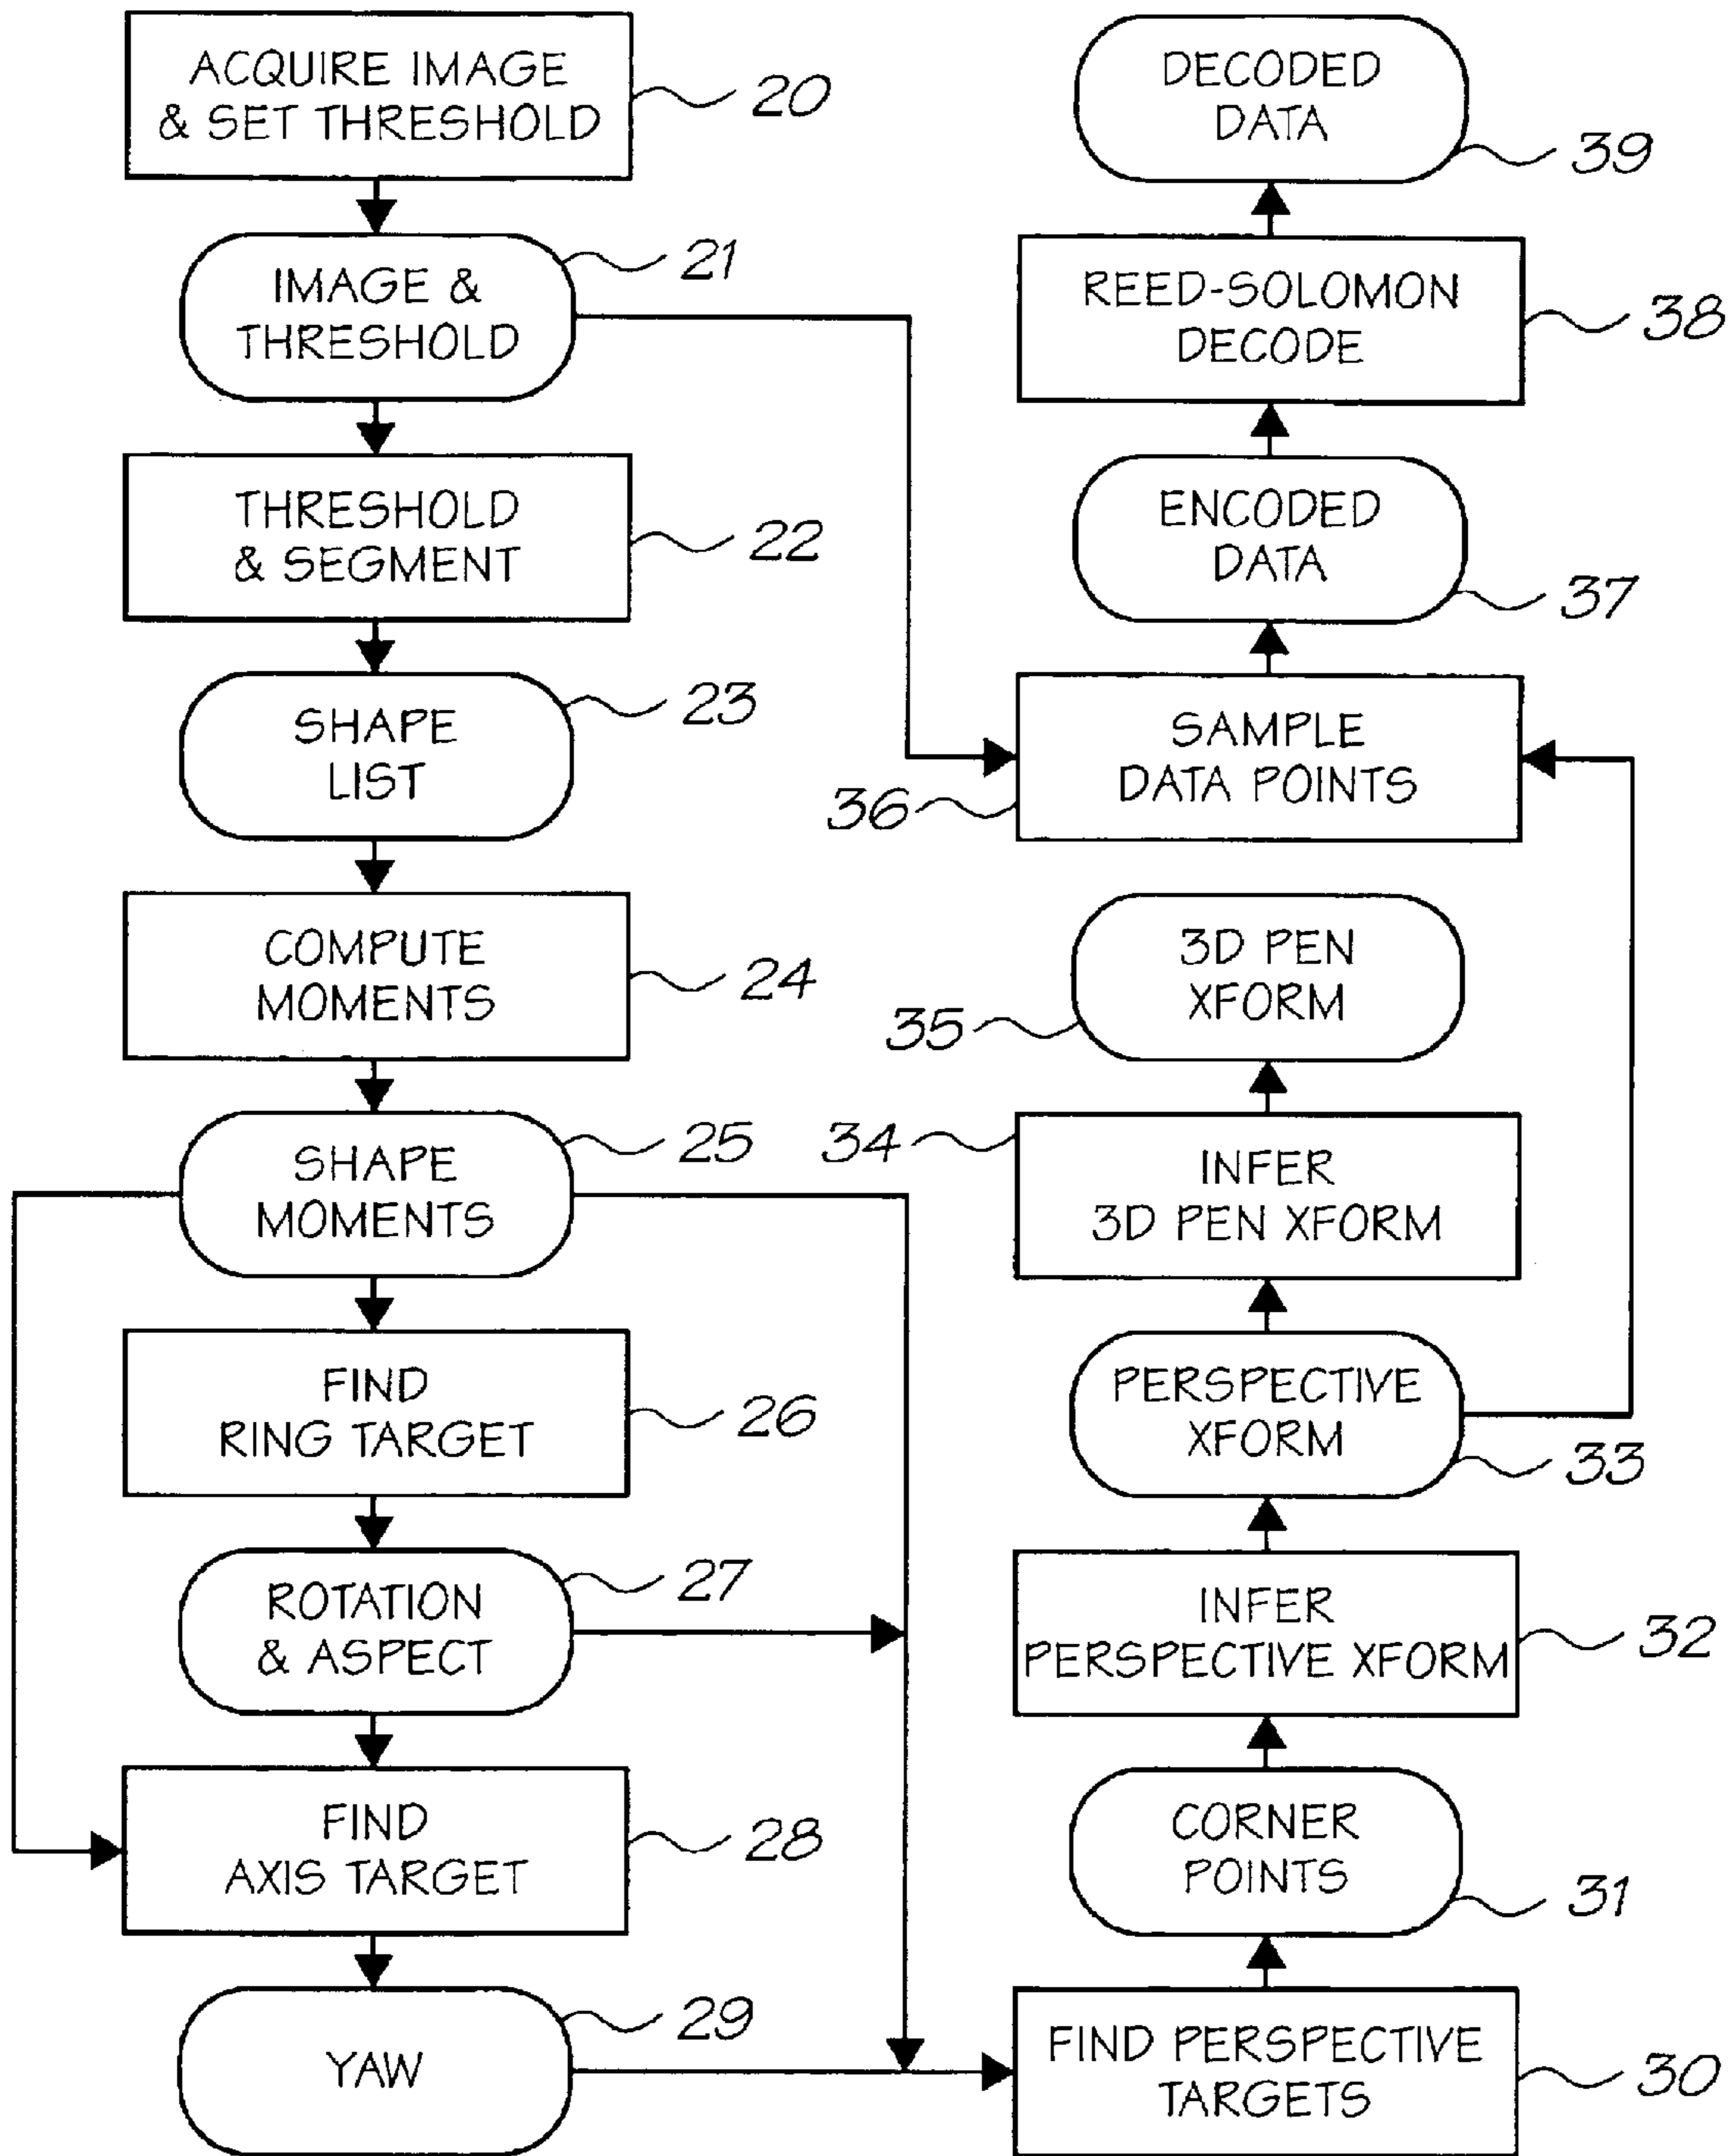 ACQUIRE IMAGE
& SET THRESHOLD
20
IMAGE &
THRESHOLD
21
THRESHOLD
& SEGMENT
22
SHAPE
LIST
23
COMPUTE
MOMENTS
24
SHAPE
MOMENTS
25
FIND
RING TARGET
26
ROTATION
& ASPECT
27
FIND
AXIS TARGET
28
YAW
29
FIND PERSPECTIVE
TARGETS
30
CORNER
POINTS
31
INFER
PERSPECTIVE XFORM
32
PERSPECTIVE
XFORM
33
INFER
3D PEN XFORM
34
3D PEN
XFORM
35
SAMPLE
DATA POINTS
36
ENCODED
DATA
37
REED-SOLOMON
DECODE
38
DECODED
DATA
39